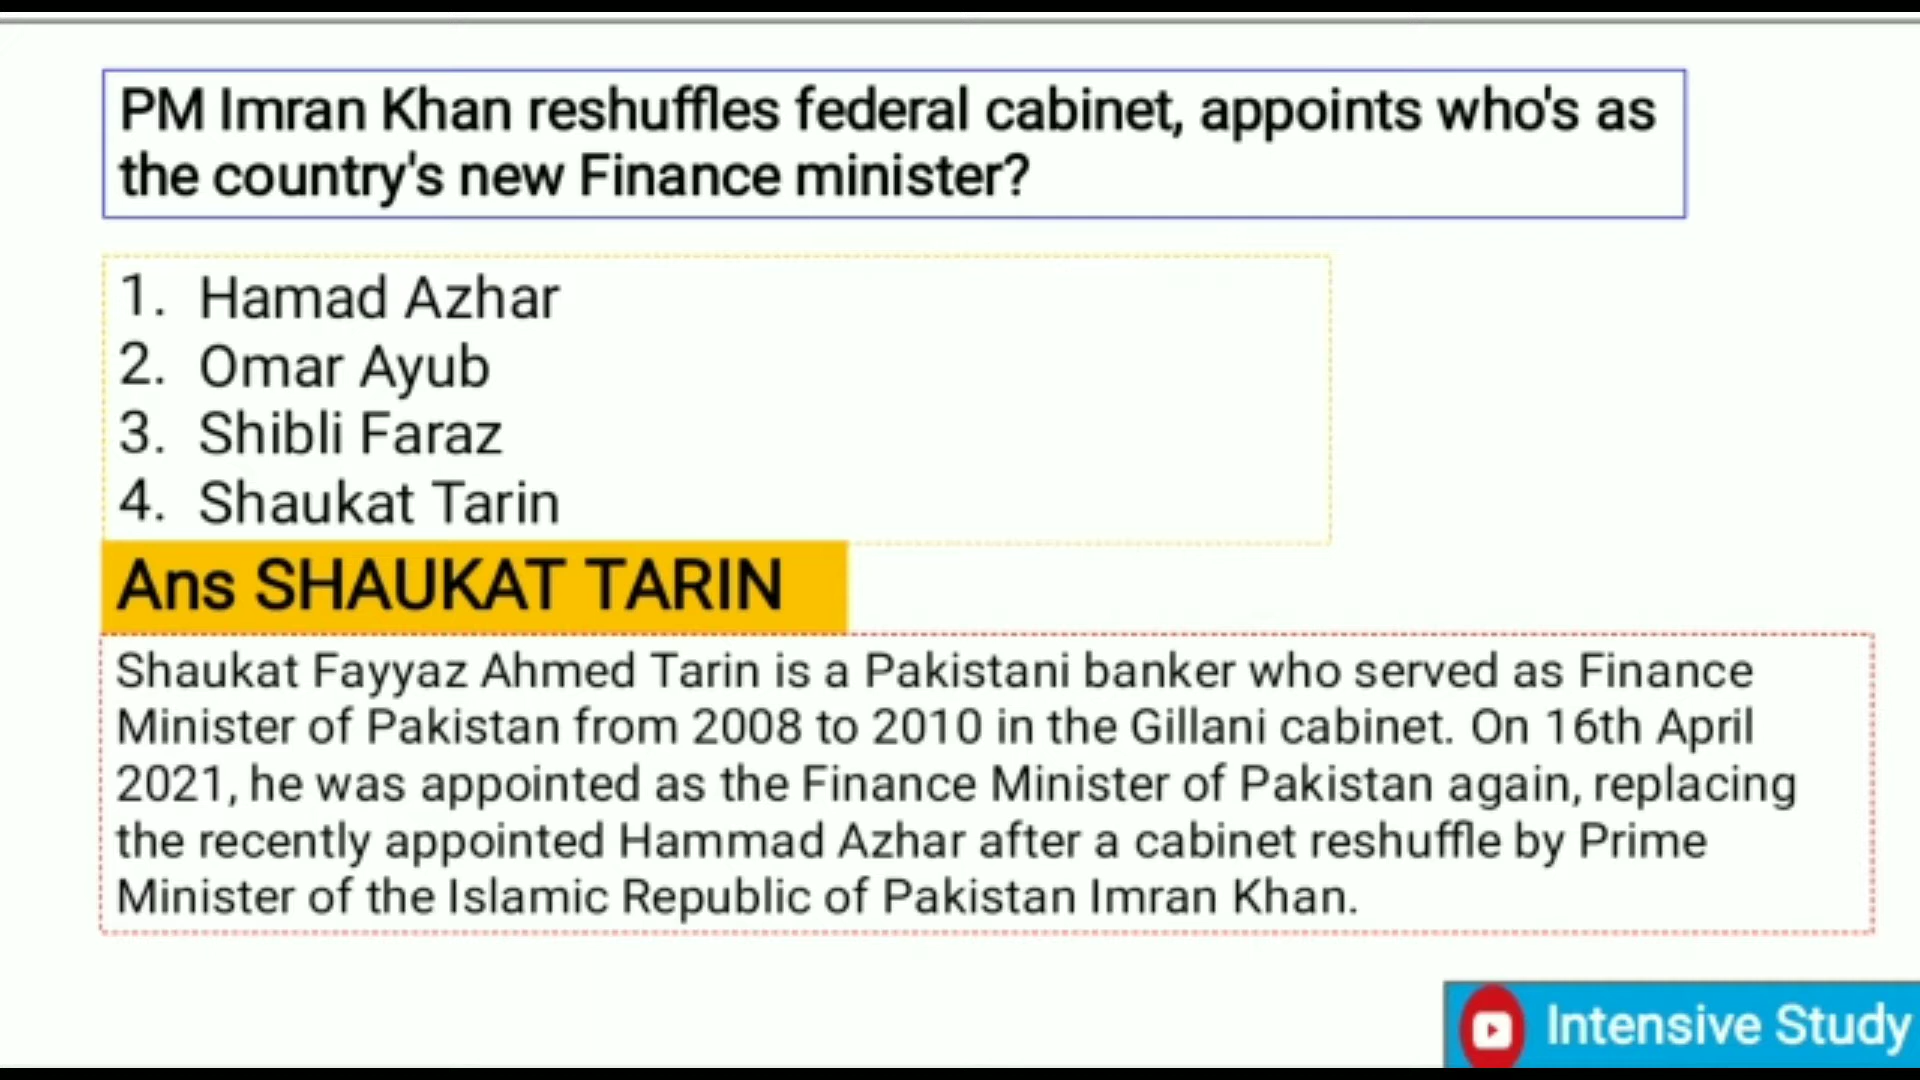 PM Imran Khan reshuffles federal cabinet, appoints who's as
the country's new Finance minister?
1. Hamad Azhar
2. Omar Ayub
3. Shibli Faraz
4. Shaukat Tarin
Ans SHAUKAT TARIN
Shaukat Fayyaz Ahmed Tarin is a Pakistani banker who served as Finance
Minister of Pakistan from 2008 to 2010 in the Gillani cabinet. On 16th April
2021, he was appointed as the Finance Minister of Pakistan again, replacing
the recently appointed Hammad Azhar after a cabinet reshuffle by Prime
Minister of the Islamic Republic of Pakistan Imran Khan.
Intensive Study